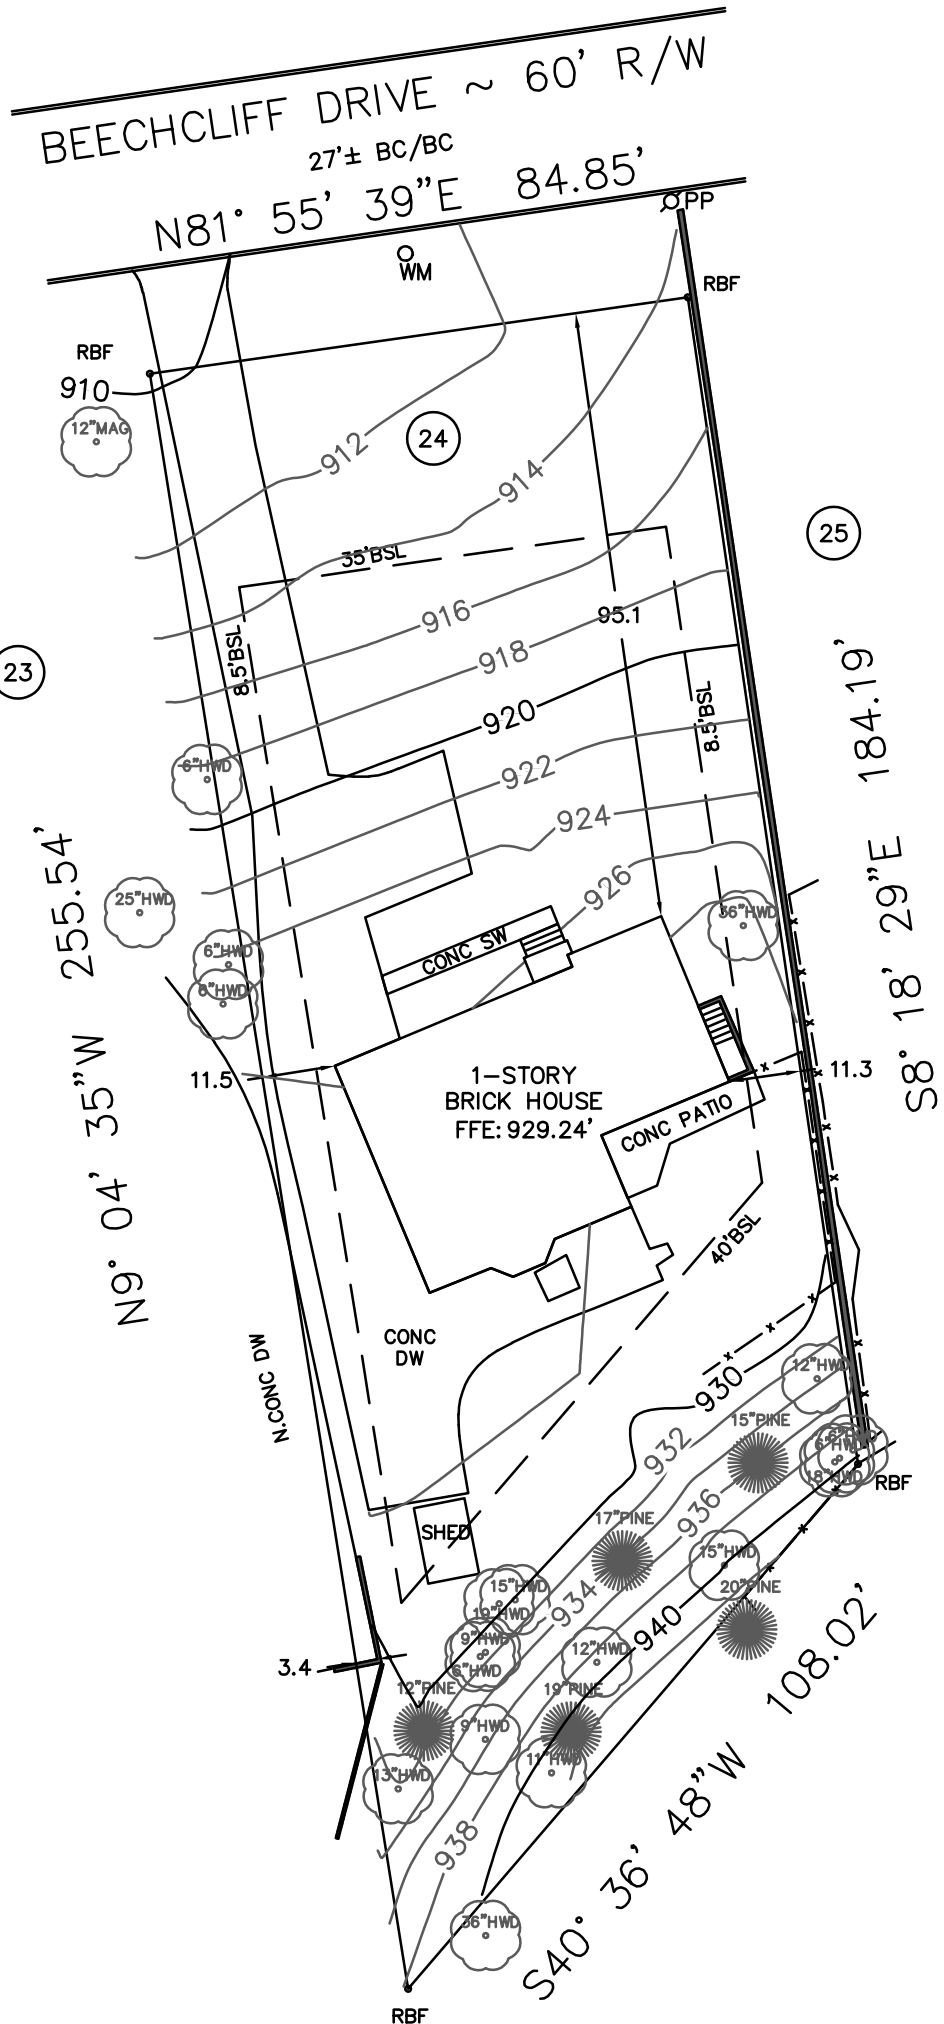 BEECHCLIFF DRIVE ~ 60' R/W
27'± BC/BC
N81° 55' 39"E 84.85'
PP
WM
RBF
RBF
910
12"MAG
912
24
914
25
35'BSL
916
95.1
918
8.5'BSL
23
920
8.5'BSL
6"HWD
922
924
S8° 18' 29"E 184.19'
N9° 04' 35"W 255.54'
926
25"HWD
36"HWD
CONC SW
6"HWD
8"HWD
11.5
11.3
1-STORY
BRICK HOUSE
FFE: 929.24'
CONC PATIO
40'BSL
CONC
DW
N.CONC DW
12"HWD
930
15"PINE
932
6"HWD
18"HWD
RBF
936
17"PINE
SHED
15"HWD
20"PINE
15"HWD
19"HWD
934
940
9"HWD
6"HWD
12"HWD
3.4
12"PINE
19"PINE
9"HWD
11"HWD
13"HWD
S40° 36' 48"W 108.02'
938
36"HWD
RBF